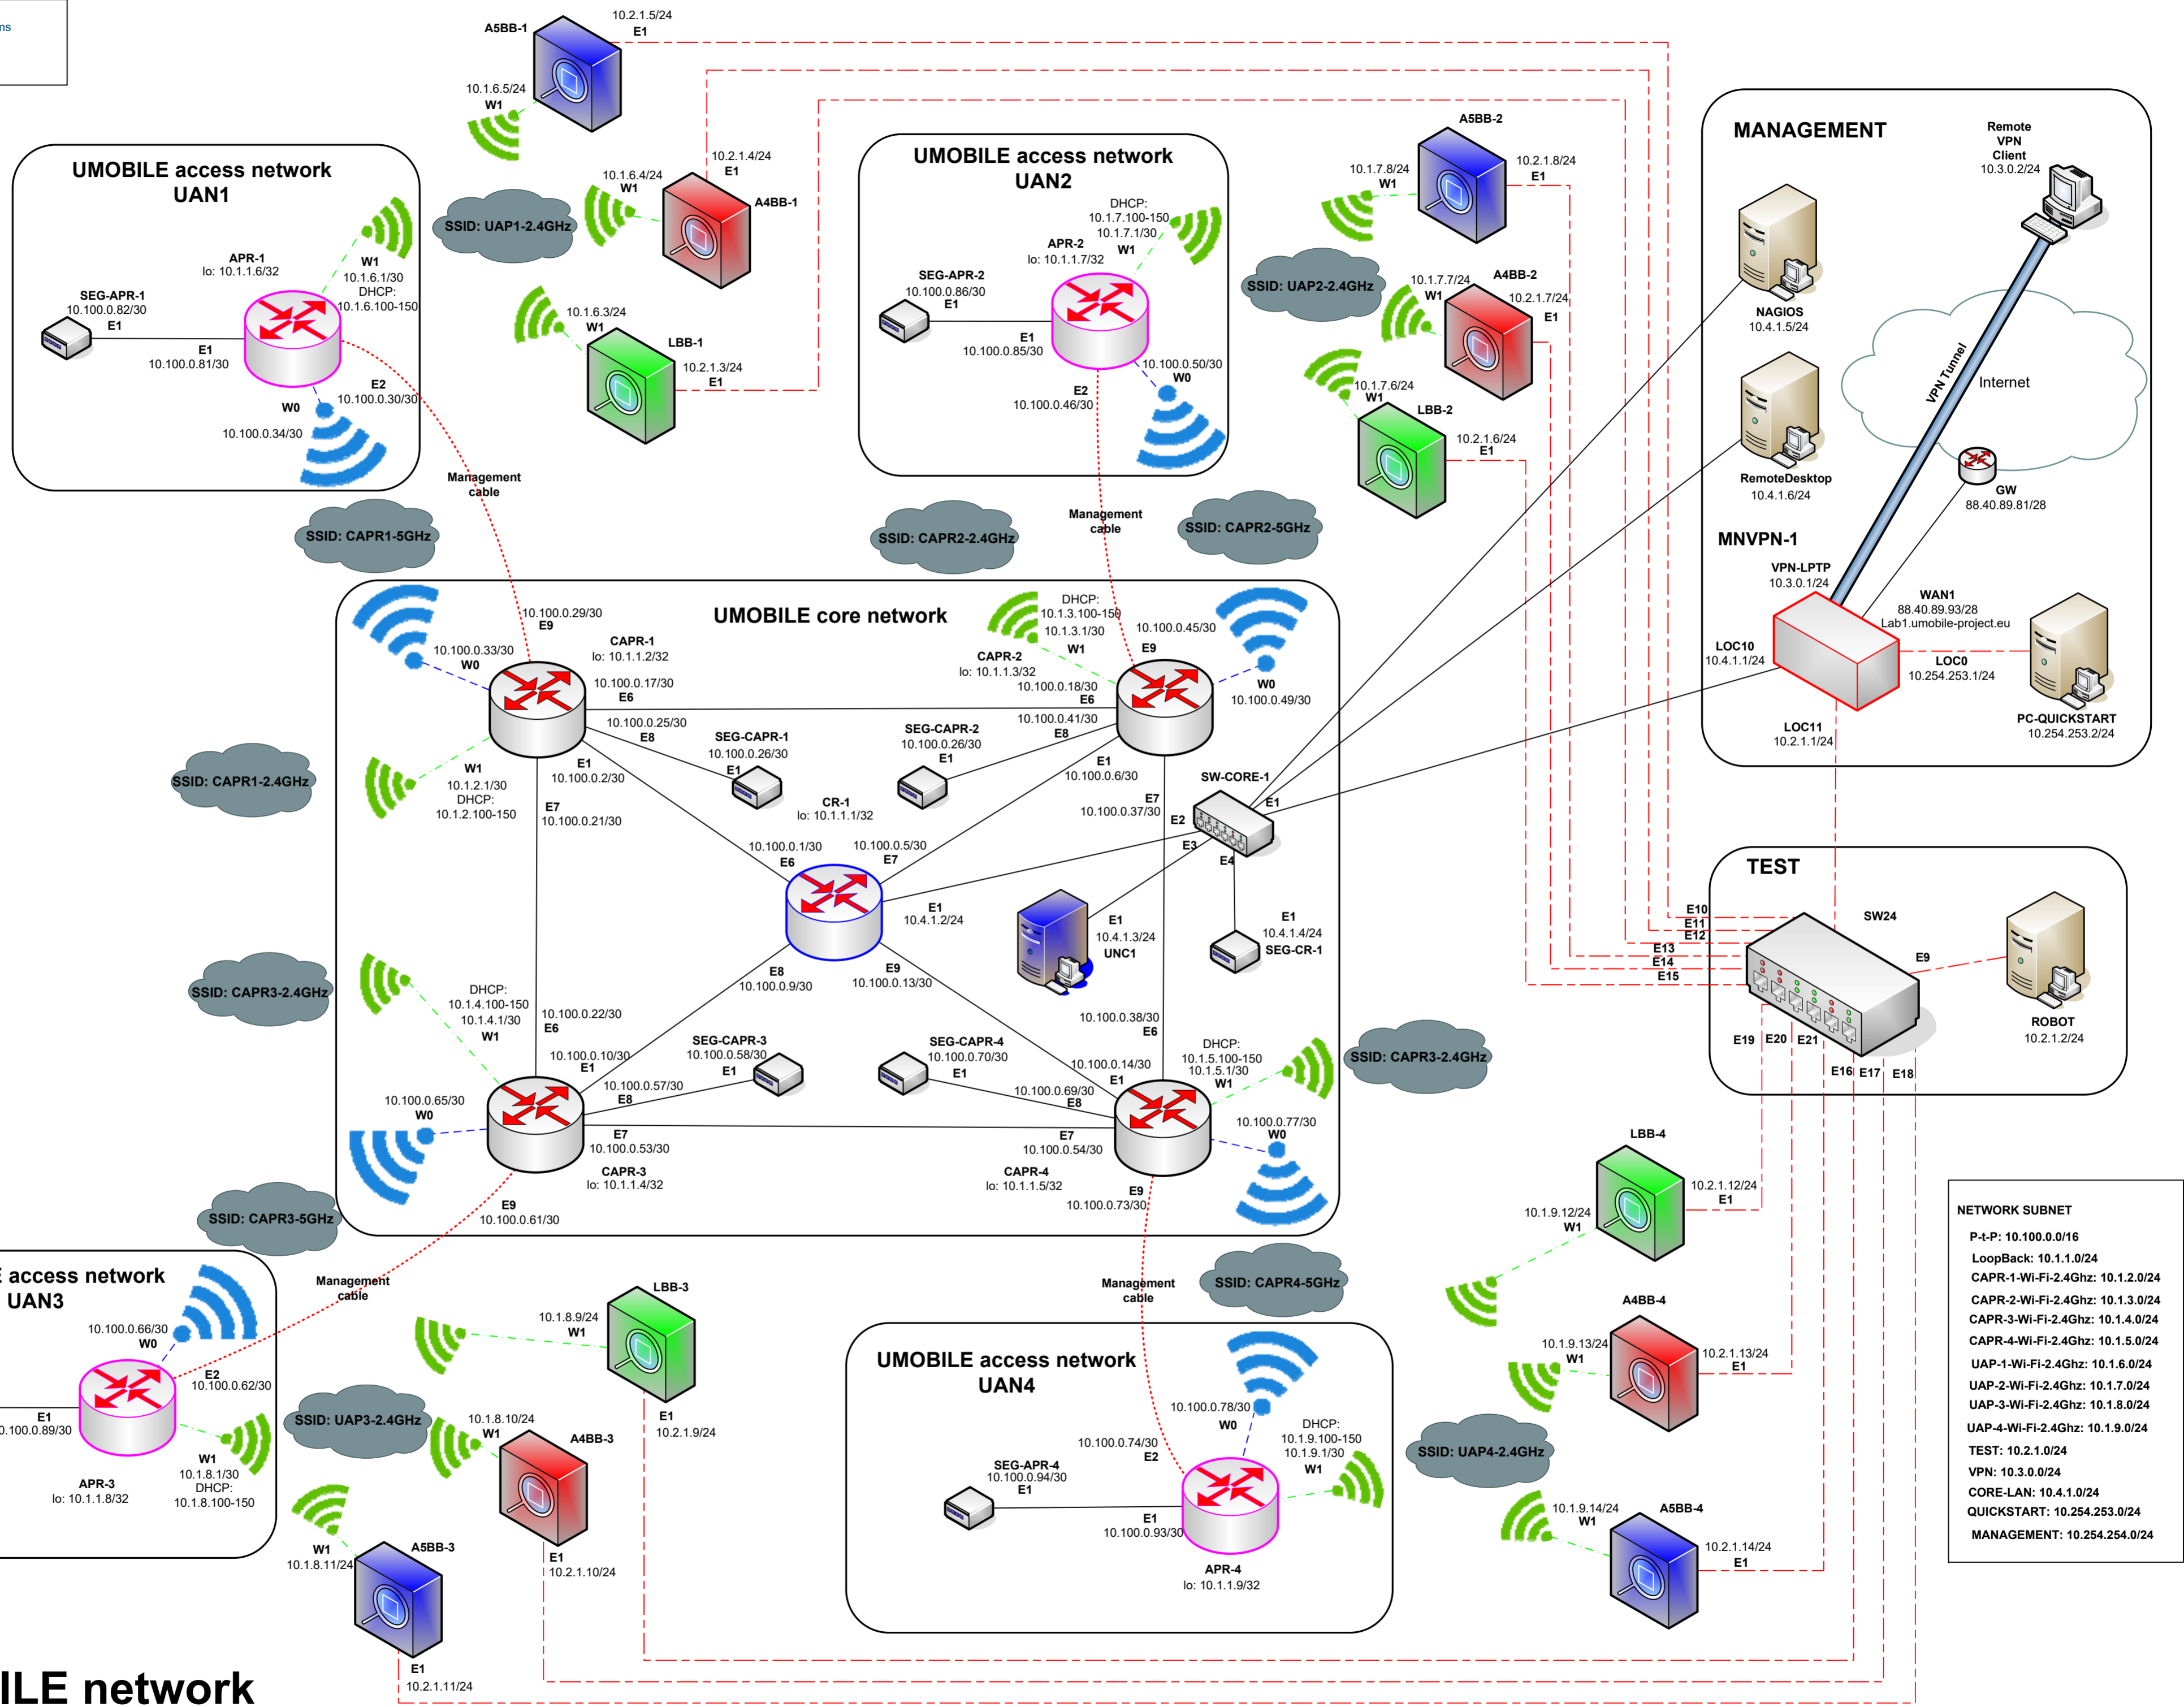 ms
A5BB-1
10.2.1.5/24
E1
10.1.6.5/24
W1
10.2.1.4/24
E1
10.1.6.4/24
W1
A4BB-1
SSID: UAP1-2.4GHz
10.1.6.3/24
W1
LBB-1
10.2.1.3/24
E1
UMOBILE access network
UAN1
APR-1
lo: 10.1.1.6/32
W1
10.1.6.1/30
DHCP:
10.1.6.100-150
SEG-APR-1
10.100.0.82/30
E1
E1
10.100.0.81/30
E2
10.100.0.30/30
W0
10.100.0.34/30
Management
cable
SSID: CAPR1-5GHz
UMOBILE access network
UAN2
DHCP:
10.1.7.100-150
10.1.7.1/30
W1
APR-2
lo: 10.1.1.7/32
SEG-APR-2
10.100.0.86/30
E1
E1
10.100.0.85/30
10.100.0.50/30
W0
E2
10.100.0.46/30
Management
cable
SSID: CAPR2-2.4GHz
SSID: CAPR2-5GHz
A5BB-2
10.1.7.8/24
W1
10.2.1.8/24
E1
SSID: UAP2-2.4GHz
A4BB-2
10.1.7.7/24
W1
10.2.1.7/24
E1
10.1.7.6/24
W1
LBB-2
10.2.1.6/24
E1
MANAGEMENT
Remote
VPN
Client
10.3.0.2/24
NAGIOS
10.4.1.5/24
VPN Tunnel
Internet
RemoteDesktop
10.4.1.6/24
GW
88.40.89.81/28
MNVPN-1
VPN-LPTP
10.3.0.1/24
WAN1
88.40.89.93/28
Lab1.umobile-project.eu
LOC10
10.4.1.1/24
LOC0
10.254.253.1/24
PC-QUICKSTART
10.254.253.2/24
LOC11
10.2.1.1/24
UMOBILE core network
10.100.0.29/30
E9
CAPR-1
lo: 10.1.1.2/32
10.100.0.33/30
W0
10.100.0.17/30
E6
10.100.0.25/30
E8
SEG-CAPR-1
10.100.0.26/30
E1
E1
10.100.0.2/30
W1
10.1.2.1/30
DHCP:
10.1.2.100-150
SSID: CAPR1-2.4GHz
E7
10.100.0.21/30
DHCP:
10.1.3.100-150
10.1.3.1/30
W1
10.100.0.45/30
E9
CAPR-2
lo: 10.1.1.3/32
10.100.0.18/30
E6
W0
10.100.0.49/30
10.100.0.41/30
E8
SEG-CAPR-2
10.100.0.26/30
E1
E1
10.100.0.6/30
E7
10.100.0.37/30
SW-CORE-1
E1
E2
E3
E4
CR-1
lo: 10.1.1.1/32
10.100.0.1/30
E6
10.100.0.5/30
E7
E1
10.4.1.2/24
E8
10.100.0.9/30
E9
10.100.0.13/30
E1
10.4.1.3/24
UNC1
E1
10.4.1.4/24
SEG-CR-1
SSID: CAPR3-2.4GHz
DHCP:
10.1.4.100-150
10.1.4.1/30
W1
10.100.0.22/30
E6
10.100.0.10/30
E1
10.100.0.57/30
E8
SEG-CAPR-3
10.100.0.58/30
E1
10.100.0.65/30
W0
E7
10.100.0.53/30
CAPR-3
lo: 10.1.1.4/32
E9
10.100.0.61/30
SSID: CAPR3-5GHz
SEG-CAPR-4
10.100.0.70/30
E1
10.100.0.38/30
E6
10.100.0.14/30
E1
10.100.0.69/30
E8
DHCP:
10.1.5.100-150
10.1.5.1/30
W1
SSID: CAPR3-2.4GHz
10.100.0.77/30
W0
E7
10.100.0.54/30
CAPR-4
lo: 10.1.1.5/32
E9
10.100.0.73/30
TEST
E10
E11
E12
E13
E14
E15
SW24
E9
ROBOT
10.2.1.2/24
E19
E20
E21
E16
E17
E18
E access network
UAN3
10.100.0.66/30
W0
E2
10.100.0.62/30
E1
0.100.0.89/30
W1
10.1.8.1/30
DHCP:
10.1.8.100-150
APR-3
lo: 10.1.1.8/32
Management
cable
SSID: UAP3-2.4GHz
LBB-3
10.1.8.9/24
W1
E1
10.2.1.9/24
10.1.8.10/24
W1
A4BB-3
E1
10.2.1.10/24
W1
10.1.8.11/24
A5BB-3
E1
10.2.1.11/24
Management
cable
SSID: CAPR4-5GHz
UMOBILE access network
UAN4
10.100.0.78/30
W0
10.100.0.74/30
E2
DHCP:
10.1.9.100-150
10.1.9.1/30
W1
SEG-APR-4
10.100.0.94/30
E1
E1
10.100.0.93/30
APR-4
lo: 10.1.1.9/32
SSID: UAP4-2.4GHz
LBB-4
10.1.9.12/24
W1
10.2.1.12/24
E1
A4BB-4
10.1.9.13/24
W1
10.2.1.13/24
E1
A5BB-4
10.1.9.14/24
W1
10.2.1.14/24
E1
NETWORK SUBNET
P-t-P: 10.100.0.0/16
LoopBack: 10.1.1.0/24
CAPR-1-Wi-Fi-2.4Ghz: 10.1.2.0/24
CAPR-2-Wi-Fi-2.4Ghz: 10.1.3.0/24
CAPR-3-Wi-Fi-2.4Ghz: 10.1.4.0/24
CAPR-4-Wi-Fi-2.4Ghz: 10.1.5.0/24
UAP-1-Wi-Fi-2.4Ghz: 10.1.6.0/24
UAP-2-Wi-Fi-2.4Ghz: 10.1.7.0/24
UAP-3-Wi-Fi-2.4Ghz: 10.1.8.0/24
UAP-4-Wi-Fi-2.4Ghz: 10.1.9.0/24
TEST: 10.2.1.0/24
VPN: 10.3.0.0/24
CORE-LAN: 10.4.1.0/24
QUICKSTART: 10.254.253.0/24
MANAGEMENT: 10.254.254.0/24
ILE network